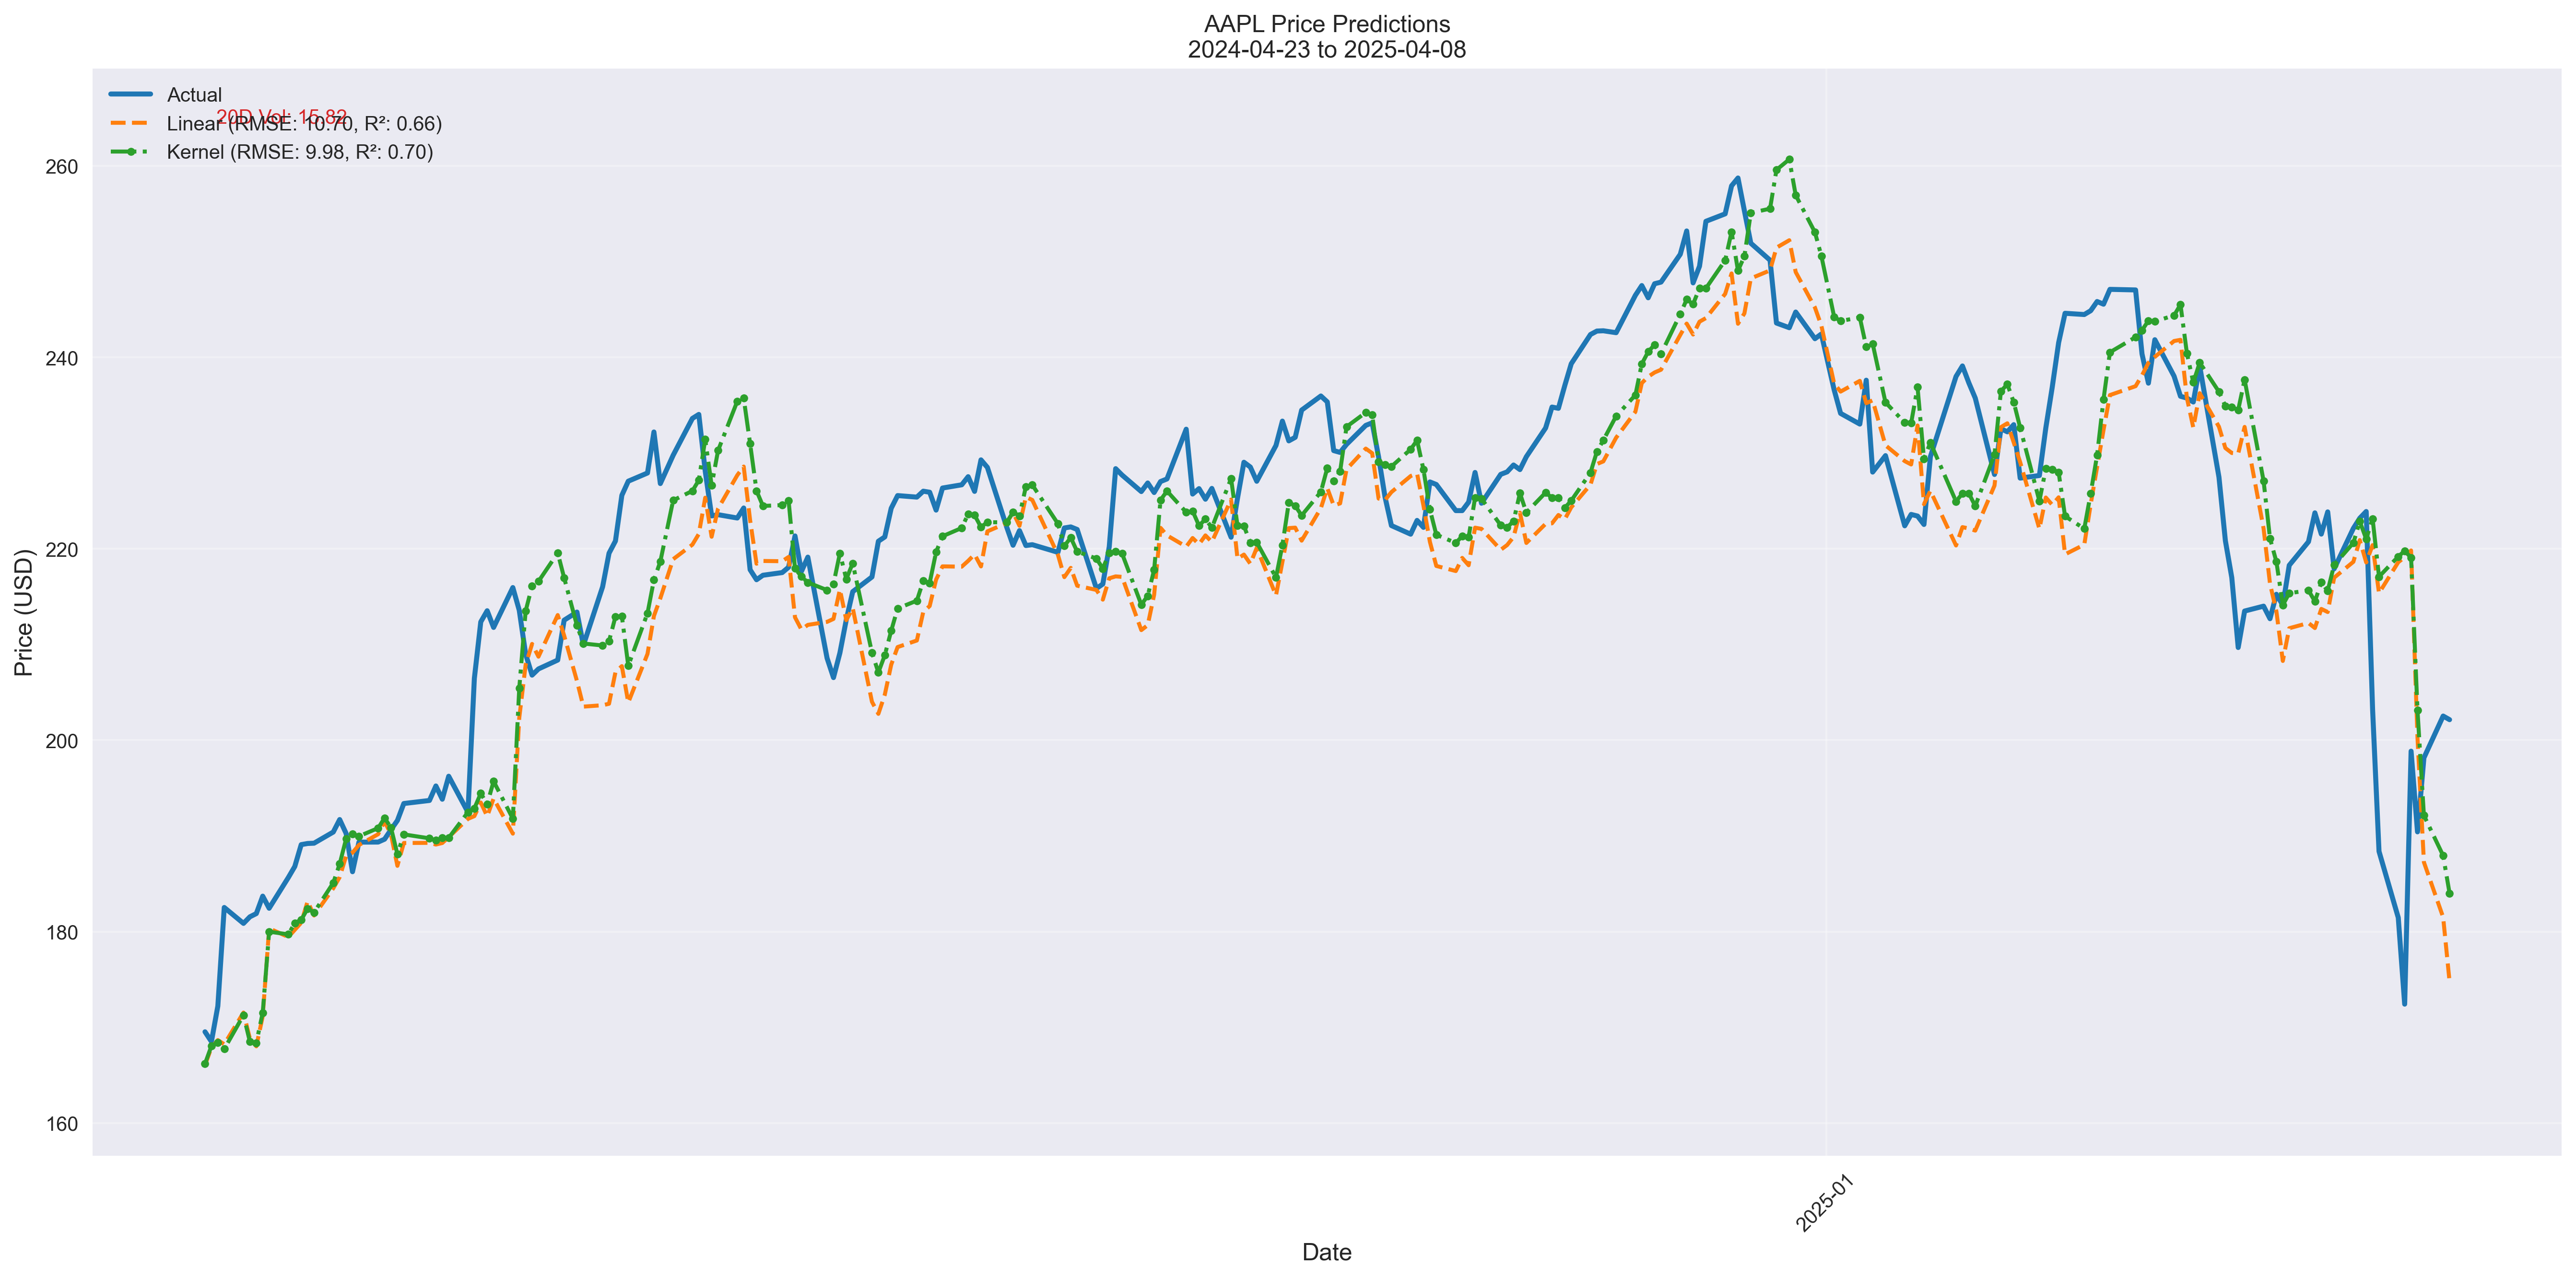 AAPL Price Predictions
2024-04-23 to 2025-04-08
Actual
20D Vol: 15.82
Linear (RMSE: 10.70, R²: 0.66)
Kernel (RMSE: 9.98, R²: 0.70)
260
240
220
200
180
160
Price (USD)
2025-01
Date